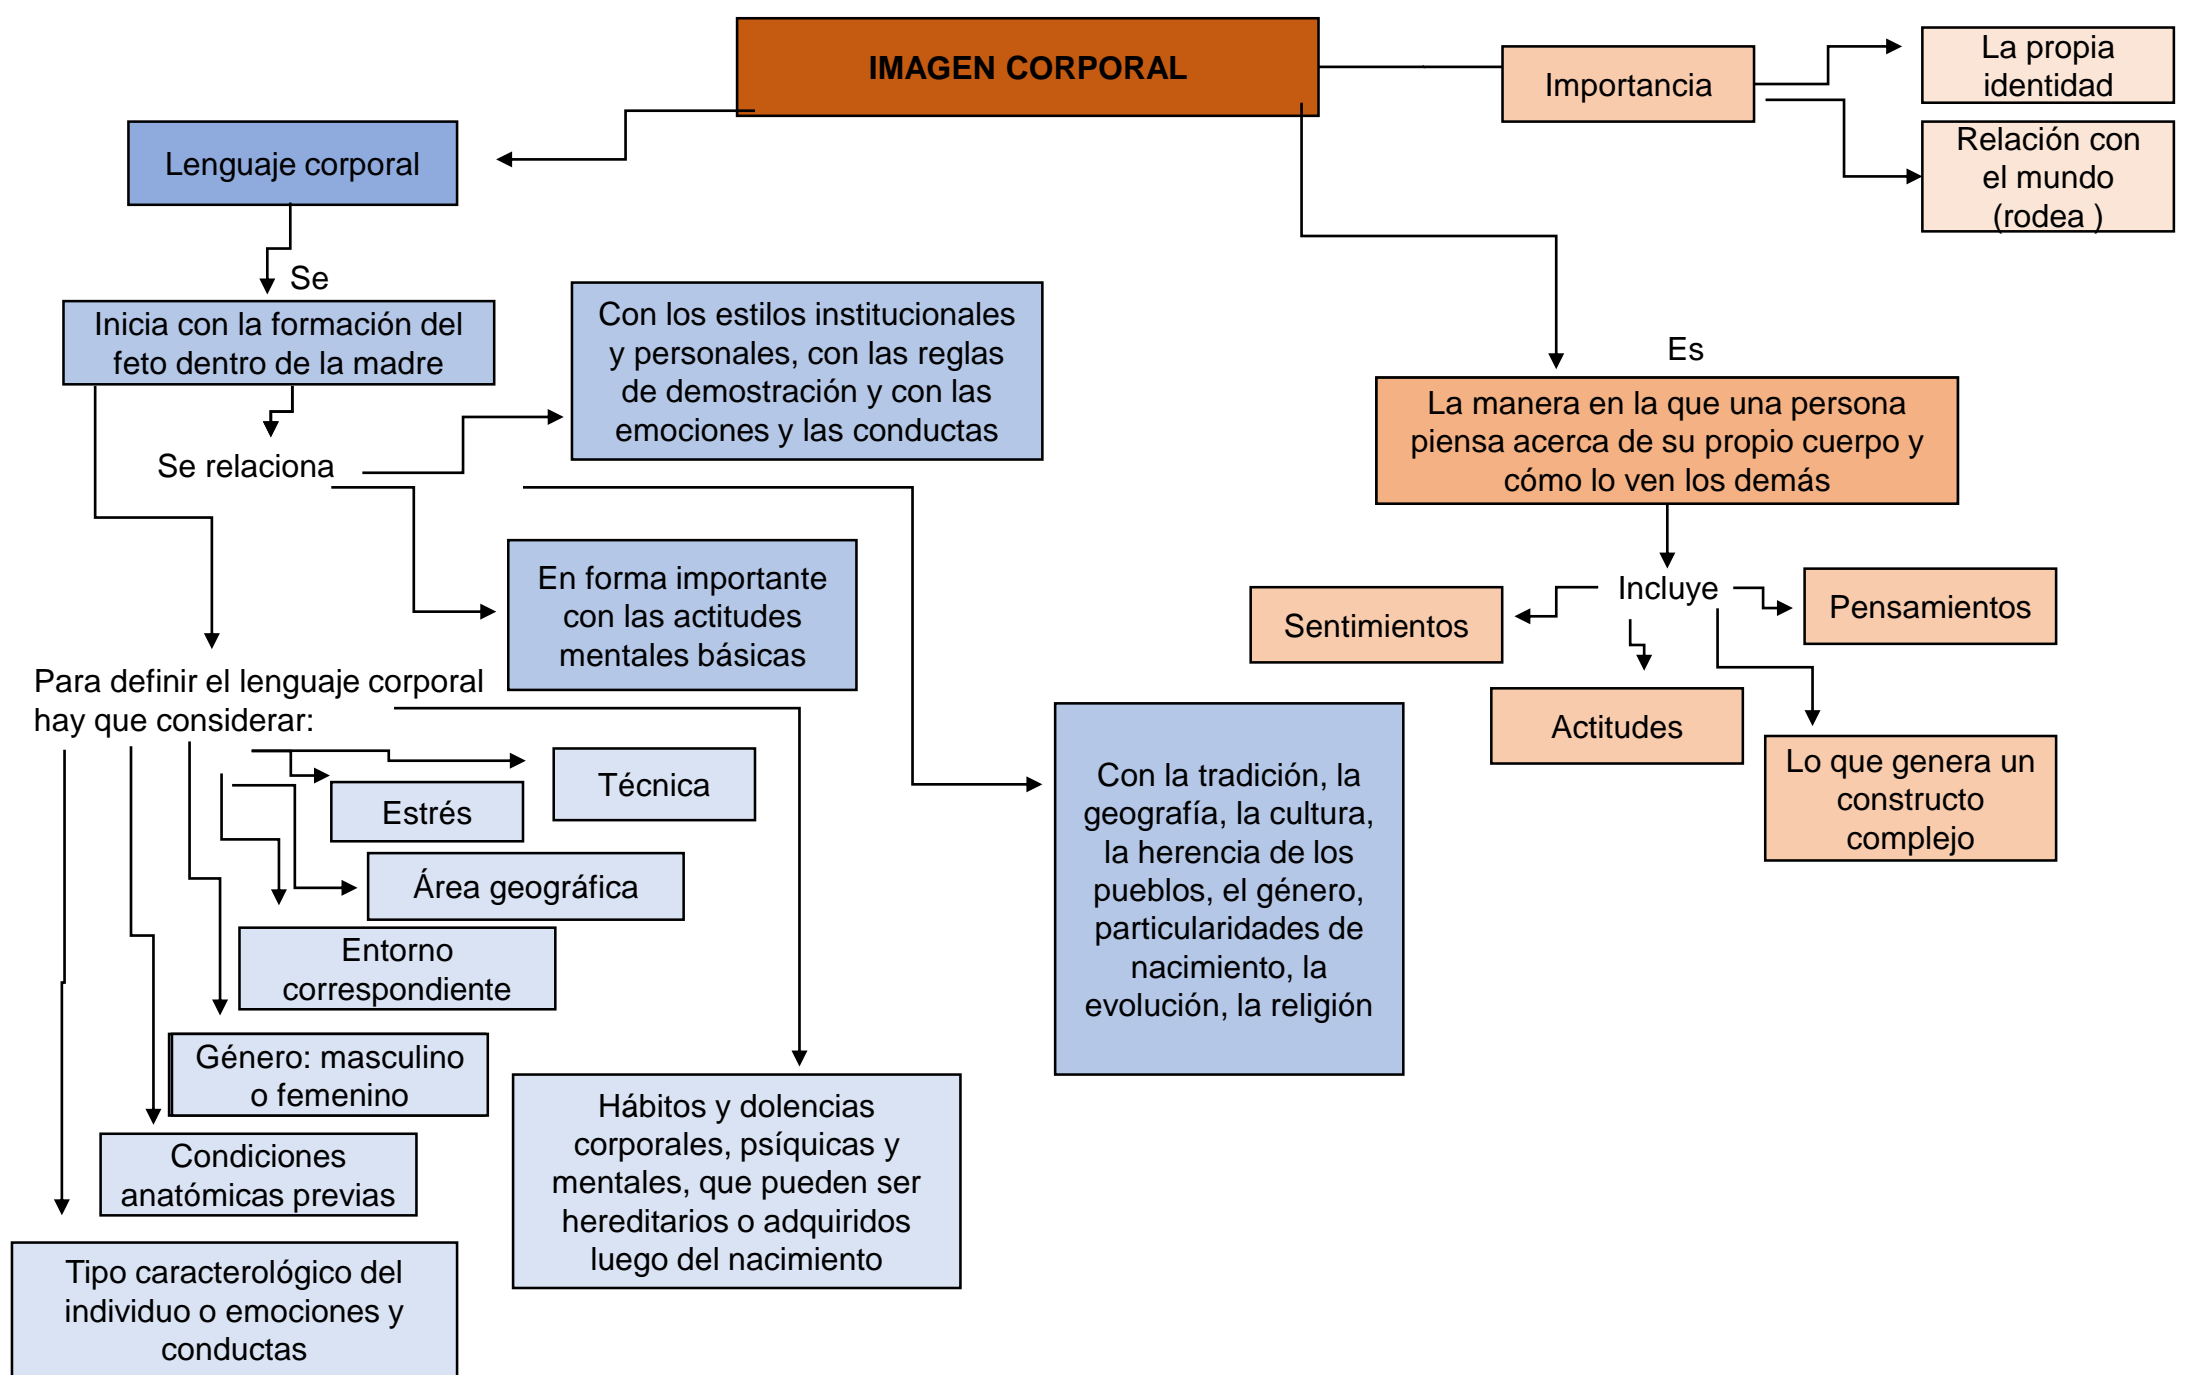 IMAGEN CORPORAL
Importancia
La propia
identidad
Relación con
el mundo
(rodea )
Lenguaje corporal
Se
Inicia con la formación del
feto dentro de la madre
Con los estilos institucionales
y personales, con las reglas
de demostración y con las
emociones y las conductas
Se relaciona
En forma importante
con las actitudes
mentales básicas
Es
La manera en la que una persona
piensa acerca de su propio cuerpo y
cómo lo ven los demás
Incluye
Sentimientos
Pensamientos
Actitudes
Lo que genera un
constructo
complejo
Con la tradición, la
geografía, la cultura,
la herencia de los
pueblos, el género,
particularidades de
nacimiento, la
evolución, la religión
Para definir el lenguaje corporal
hay que considerar:
Técnica
Estrés
Área geográfica
Entorno
correspondiente
Género: masculino
o femenino
Condiciones
anatómicas previas
Tipo caracterológico del
individuo o emociones y
conductas
Hábitos y dolencias
corporales, psíquicas y
mentales, que pueden ser
hereditarios o adquiridos
luego del nacimiento